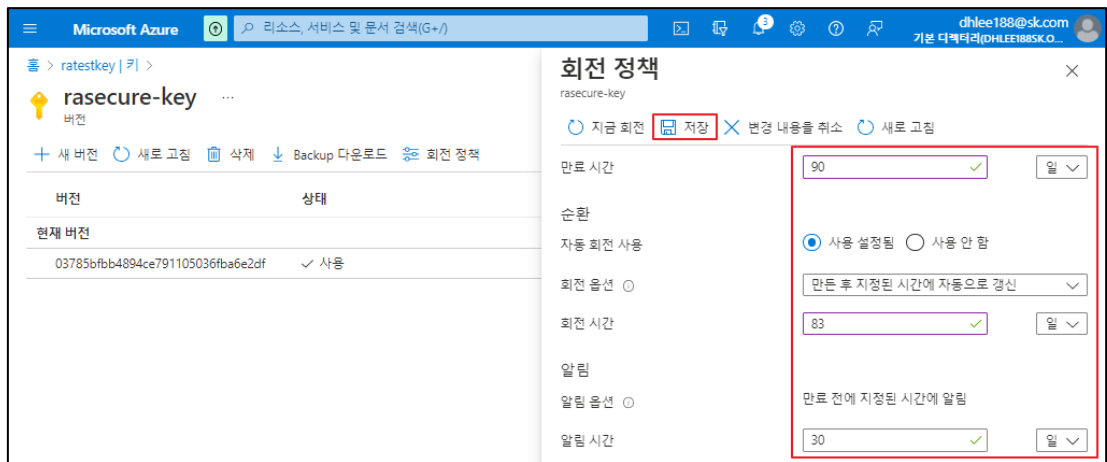 Microsoft Azure
리소스, 서비스 및 문서 검색(G+/)
3
dhlee188@sk.com
기본 디렉터리(DHLEE188SK.O...
홈 > ratestkey | 키 >
rasecure-key ...
버전
+ 새 버전 새로 고침 삭제 Backup 다운로드 회전 정책
버전 상태
현재 버전
03785bfbb4894ce791105036fba6e2df ✓ 사용
회전 정책
rasecure-key
지금 회전 저장 변경 내용을 취소 새로 고침
만료 시간 90 일
순환
자동 회전 사용 사용 설정됨 사용 안 함
회전 옵션 만든 후 지정된 시간에 자동으로 갱신
회전 시간 83 일
알림
알림 옵션 만료 전에 지정된 시간에 알림
알림 시간 30 일